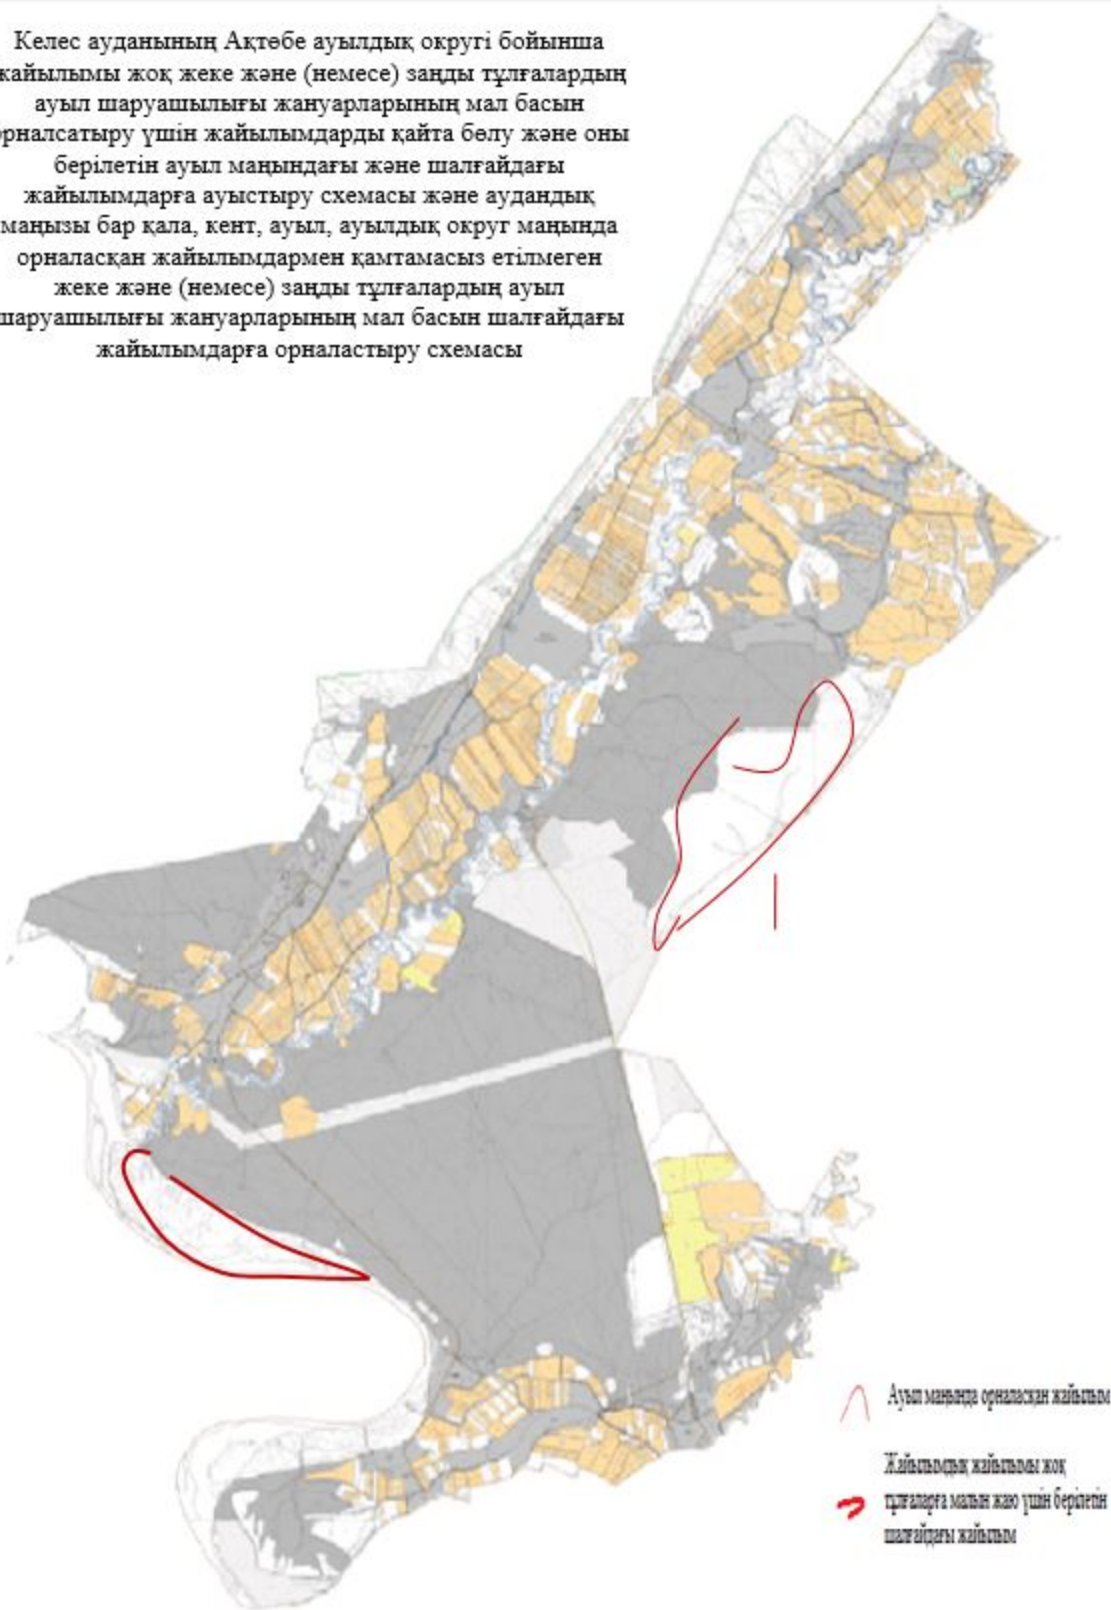 Келес ауданының Ақтөбе ауылдық округі бойынша
жайылымы жоқ жеке және (немесе) заңды тұлғалардың
ауыл шаруашылығы жануарларының мал басын
орналсатыру үшін жайылымдарды қайта бөлу және оны
берілетін ауыл маңындағы және шалғайдағы
жайылымдарға ауыстыру схемасы және аудандық
маңызы бар қала, кент, ауыл, ауылдық округ маңында
орналасқан жайылымдармен қамтамасыз етілмеген
жеке және (немесе) заңды тұлғалардың ауыл
шаруашылығы жануарларының мал басын шалғайдағы
жайылымдарға орналастыру схемасы
Ауыл маңында орналасқан жайылым
Жайылымдық жайылымы жоқ
тұлғаларға малын жаю үшін берілетін
шалғайдағы жайылым